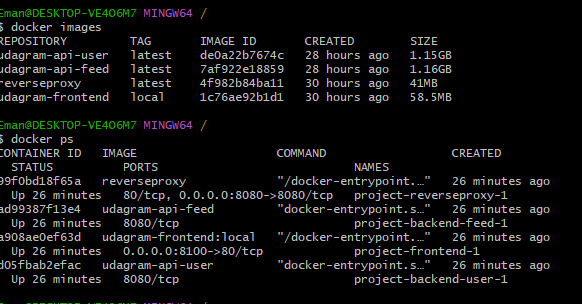 Eman@DESKTOP-VE4O6M7 MINGW64 /
$ docker images
REPOSITORY TAG IMAGE ID CREATED SIZE
udagram-api-user latest de0a22b7674c 28 hours ago 1.15GB
udagram-api-feed latest 7af922e18859 28 hours ago 1.16GB
reverseproxy latest 4f982b84ba11 30 hours ago 41MB
udagram-frontend local 1c76ae92b1d1 30 hours ago 58.5MB
Eman@DESKTOP-VE4O6M7 MINGW64 /
$ docker ps
CONTAINER ID IMAGE COMMAND CREATED
STATUS PORTS NAMES
99f0bd18f65a reverseproxy "/docker-entrypoint.…" 26 minutes ago
Up 26 minutes 80/tcp, 0.0.0.0:8080->8080/tcp project-reverseproxy-1
ad99387f13e4 udagram-api-feed "docker-entrypoint.s…" 26 minutes ago
Up 26 minutes 8080/tcp project-backend-feed-1
a908ae0ef63d udagram-frontend:local "/docker-entrypoint.…" 26 minutes ago
Up 26 minutes 0.0.0.0:8100->80/tcp project-frontend-1
d05fbab2efac udagram-api-user "docker-entrypoint.s…" 26 minutes ago
Up 26 minutes 8080/tcp project-backend-user-1